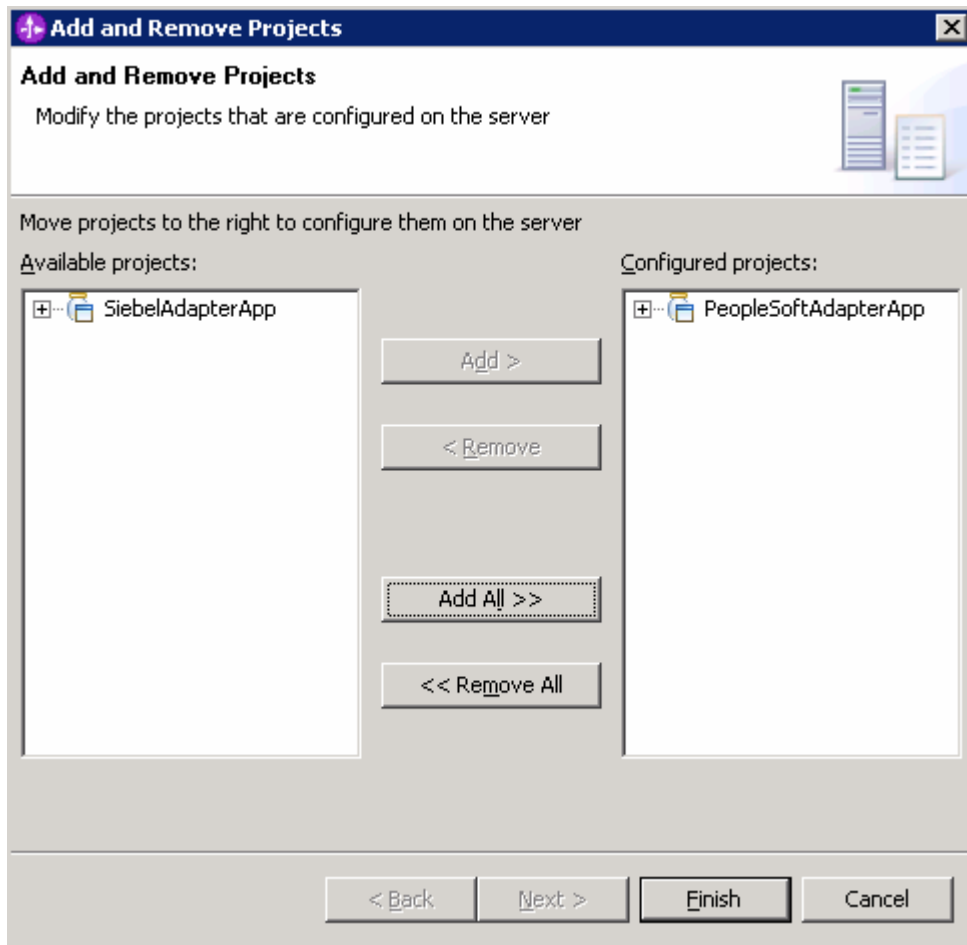 Add and Remove Projects
Add and Remove Projects
Modify the projects that are configured on the server
Move projects to the right to configure them on the server
Available projects:
Configured projects:
SiebelAdapterApp
PeopleSoftAdapterApp
Add >
< Remove
Add All >>
<< Remove All
< Back
Next >
Finish
Cancel